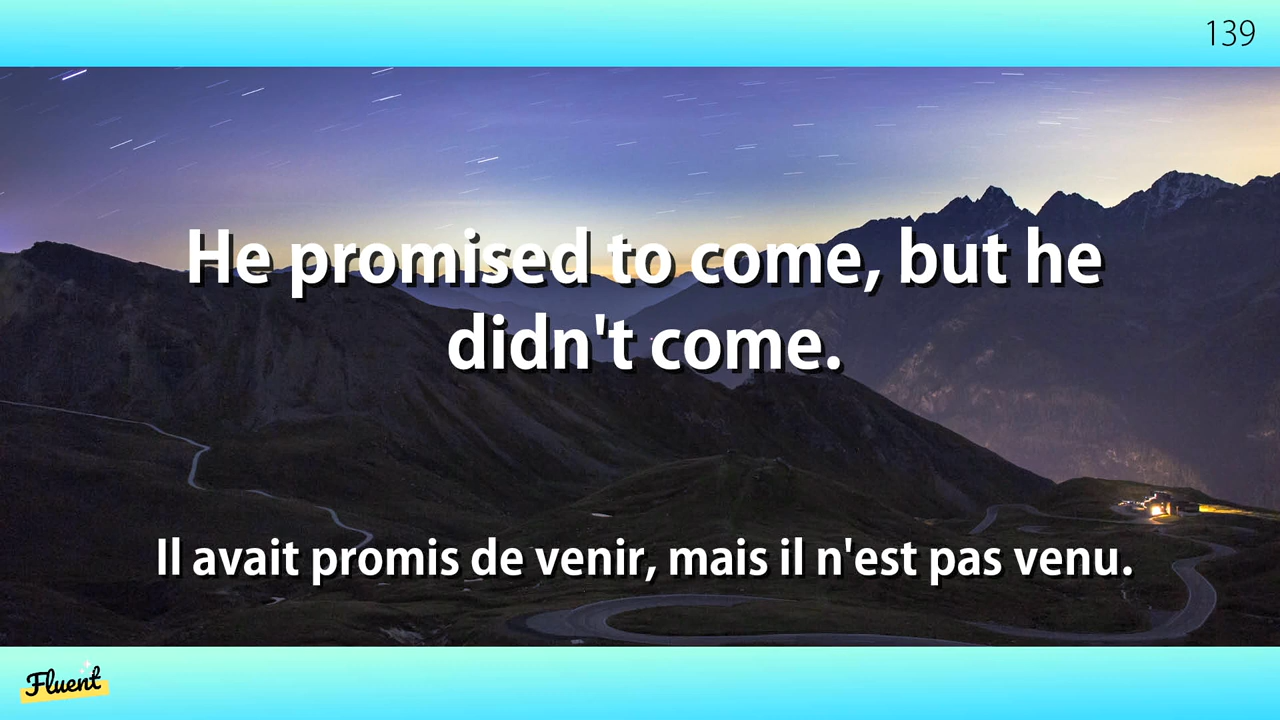 139
He promised to come, but he
didn't come.
Il avait promis de venir, mais il n'est pas venu.
Fluent